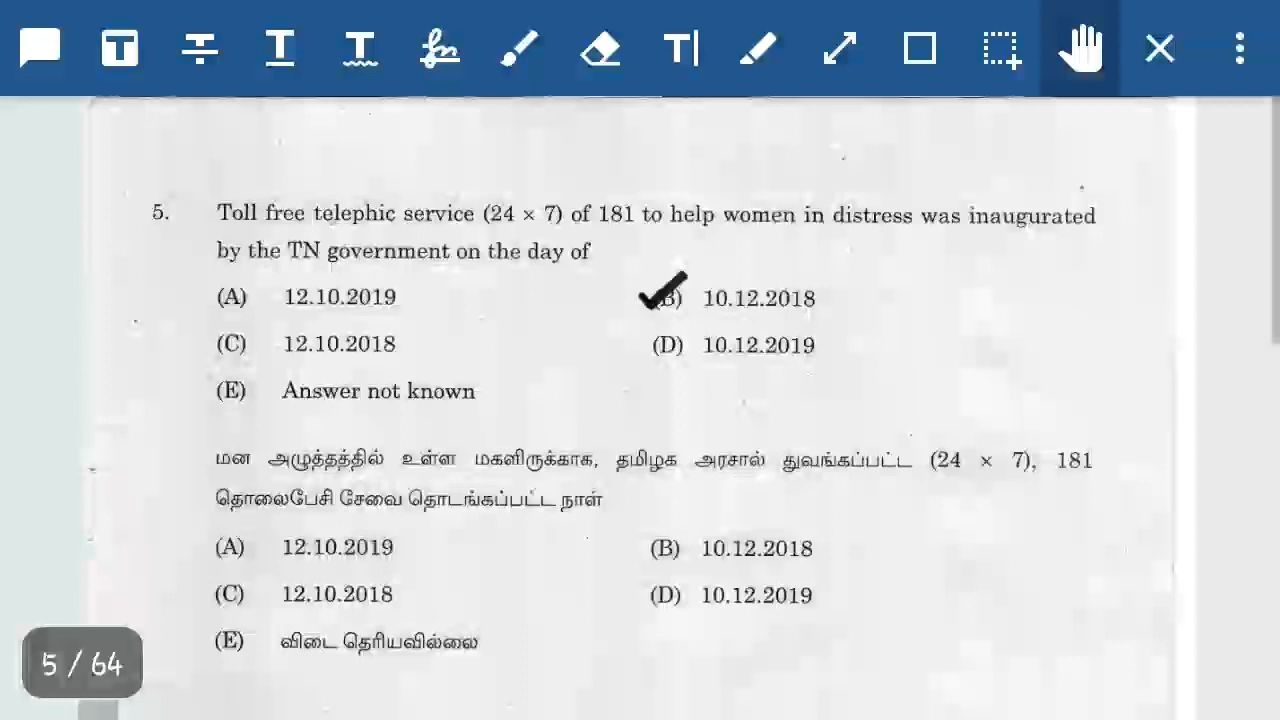 5. Toll free telephic service (24 × 7) of 181 to help women in distress was inaugurated
by the TN government on the day of
(A) 12.10.2019 (B) 10.12.2018
(C) 12.10.2018 (D) 10.12.2019
(E) Answer not known
மன அழுத்தத்தில் உள்ள மகளிருக்காக, தமிழக அரசால் துவங்கப்பட்ட (24 × 7), 181
தொலைபேசி சேவை தொடங்கப்பட்ட நாள்
(A) 12.10.2019 (B) 10.12.2018
(C) 12.10.2018 (D) 10.12.2019
(E) விடை தெரியவில்லை
5 / 64